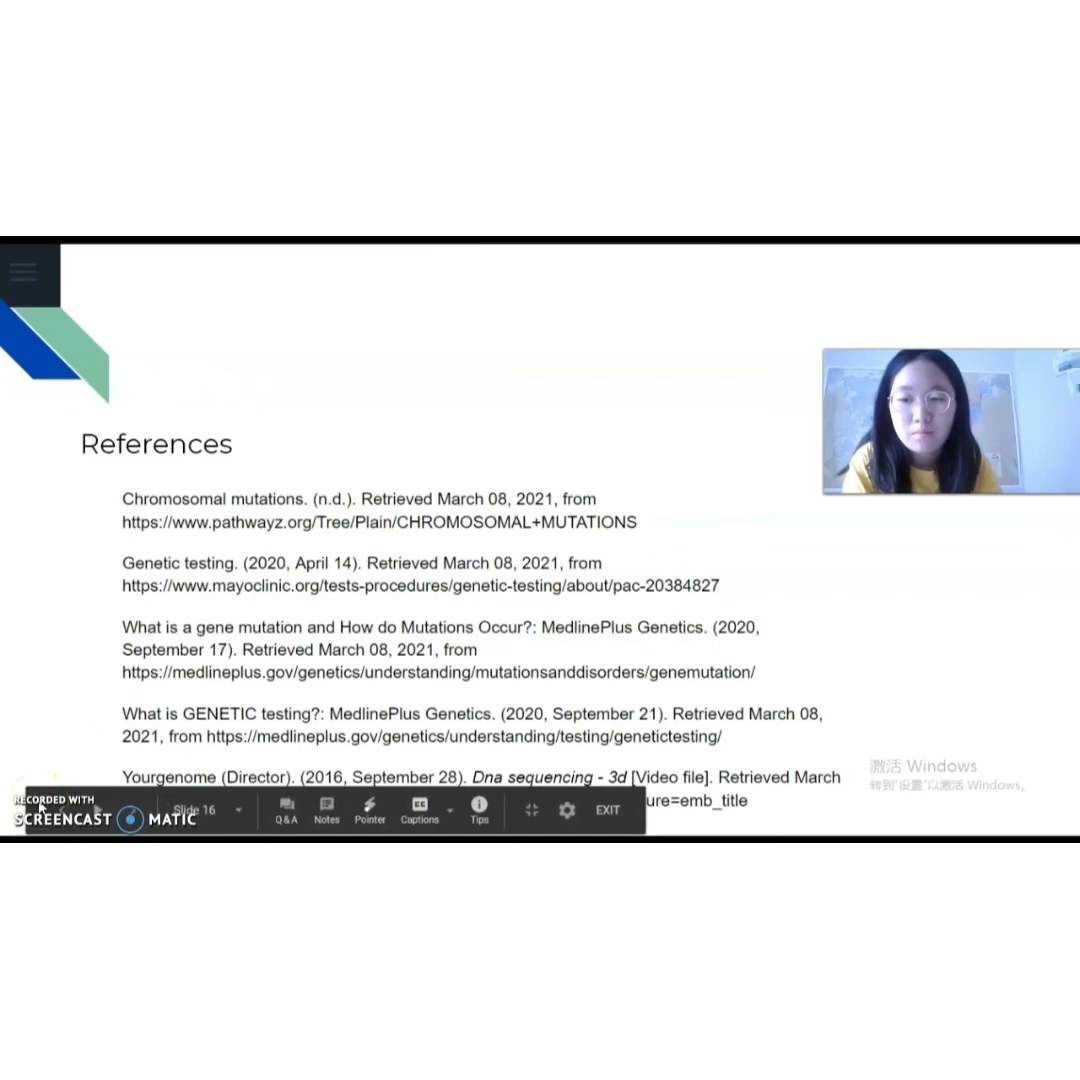 References
Chromosomal mutations. (n.d.). Retrieved March 08, 2021, from
https://www.pathwayz.org/Tree/Plain/CHROMOSOMAL+MUTATIONS
Genetic testing. (2020, April 14). Retrieved March 08, 2021, from
https://www.mayoclinic.org/tests-procedures/genetic-testing/about/pac-20384827
What is a gene mutation and How do Mutations Occur?: MedlinePlus Genetics. (2020,
September 17). Retrieved March 08, 2021, from
https://medlineplus.gov/genetics/understanding/mutationsanddisorders/genemutation/
What is GENETIC testing?: MedlinePlus Genetics. (2020, September 21). Retrieved March 08,
2021, from https://medlineplus.gov/genetics/understanding/testing/genetictesting/
Yourgenome (Director). (2016, September 28). Dna sequencing - 3d [Video file]. Retrieved March
ure=emb_title
激活 Windows
转到"设置"以激活 Windows。
RECORDED WITH
SCREENCAST MATIC
Slide 16
Q&A
Notes
Pointer
CC
Captions
Tips
EXIT